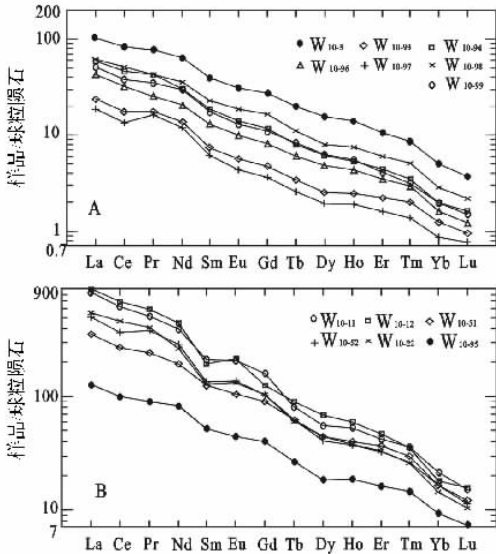 200
100
10
1
0.7
样品/球粒陨石
W10-3 W10-93 W10-94
W10-96 W10-97 W10-98
W10-59
A
La Ce Pr Nd Sm Eu Gd Tb Dy Ho Er Tm Yb Lu
900
100
10
7
样品/球粒陨石
W10-11 W10-12 W10-51
W10-52 W10-22 W10-95
B
La Ce Pr Nd Sm Eu Gd Tb Dy Ho Er Tm Yb Lu